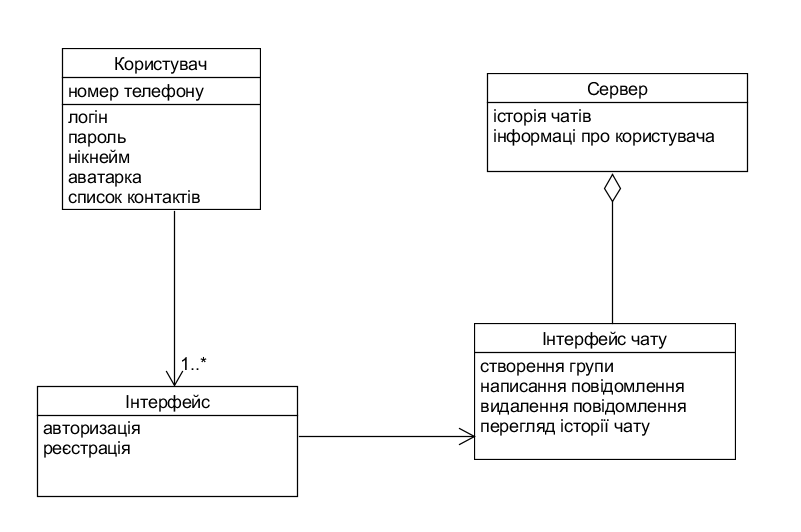 Користувач
номер телефону
логін
пароль
нікнейм
аватарка
список контактів
Сервер
історія чатів
інформаці про користувача
1..*
Інтерфейс
авторизація
реєстрація
Інтерфейс чату
створення групи
написання повідомлення
видалення повідомлення
перегляд історії чату